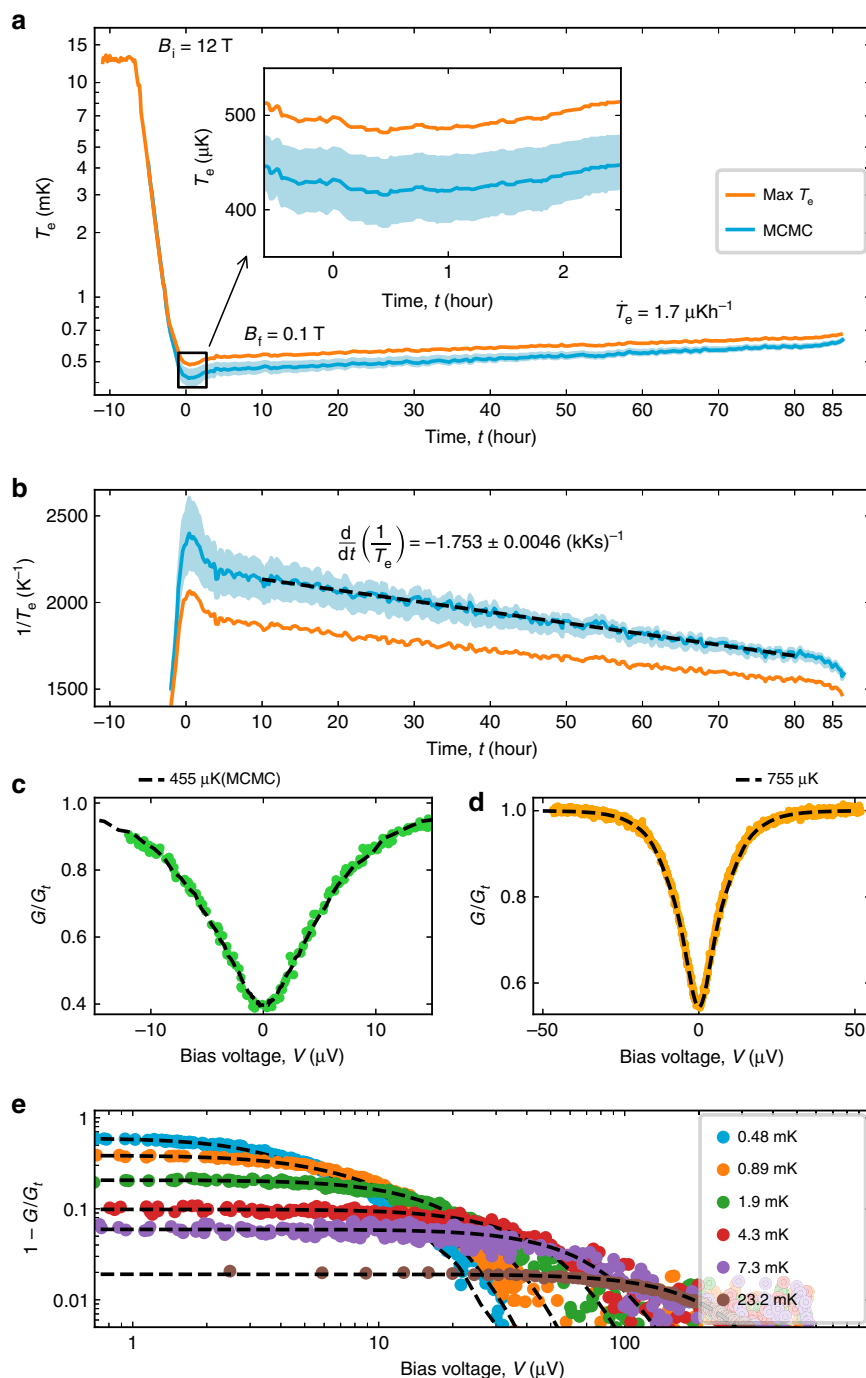 a
15
10
7
5
4
3
2
1
0.7
0.5
T_e (mK)
B_i = 12 T
500
400
T_e (μK)
0 1 2
Time, t (hour)
Max T_e
MCMC
B_f = 0.1 T
Ṫ_e = 1.7 μKh⁻¹
−10 0 10 20 30 40 50 60 70 80 85
Time, t (hour)
b
2500
2000
1500
1/T_e (K⁻¹)
d/dt (1/T_e) = −1.753 ± 0.0046 (kKs)⁻¹
−10 0 10 20 30 40 50 60 70 80 85
Time, t (hour)
c
455 μK(MCMC)
1.0
0.8
0.6
0.4
G/G_t
−10 0 10
Bias voltage, V (μV)
d
755 μK
1.0
0.8
0.6
G/G_t
−50 0 50
Bias voltage, V (μV)
e
1
0.1
0.01
1 − G/G_t
0.48 mK
0.89 mK
1.9 mK
4.3 mK
7.3 mK
23.2 mK
1 10 100
Bias voltage, V (μV)